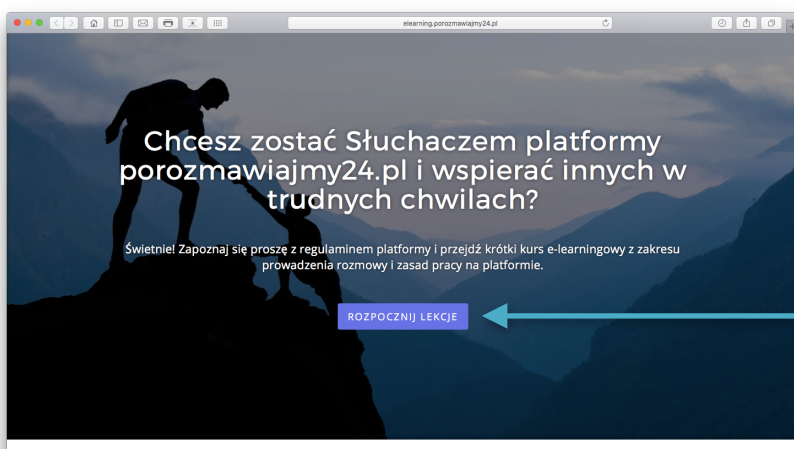 elearning.porozmawiajmy24.pl
Chcesz zostać Słuchaczem platformy
porozmawiajmy24.pl i wspierać innych w
trudnych chwilach?
Świetnie! Zapoznaj się proszę z regulaminem platformy i przejdź krótki kurs e-learningowy z zakresu
prowadzenia rozmowy i zasad pracy na platformie.
ROZPOCZNIJ LEKCJE